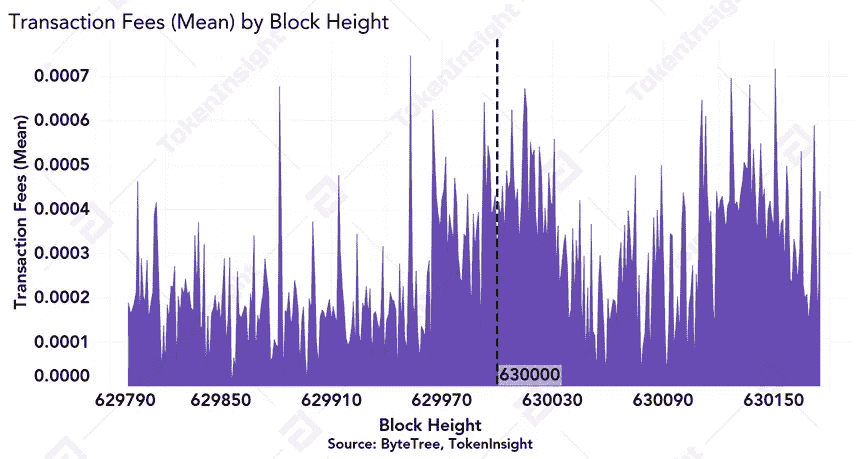 Transaction Fees (Mean) by Block Height
Transaction Fees (Mean)
0.0007
0.0006
0.0005
0.0004
0.0003
0.0002
0.0001
0.0000
630000
629790 629850 629910 629970 630030 630090 630150
Block Height
Source: ByteTree, TokenInsight
TokenInsight
TokenInsight
TokenInsight